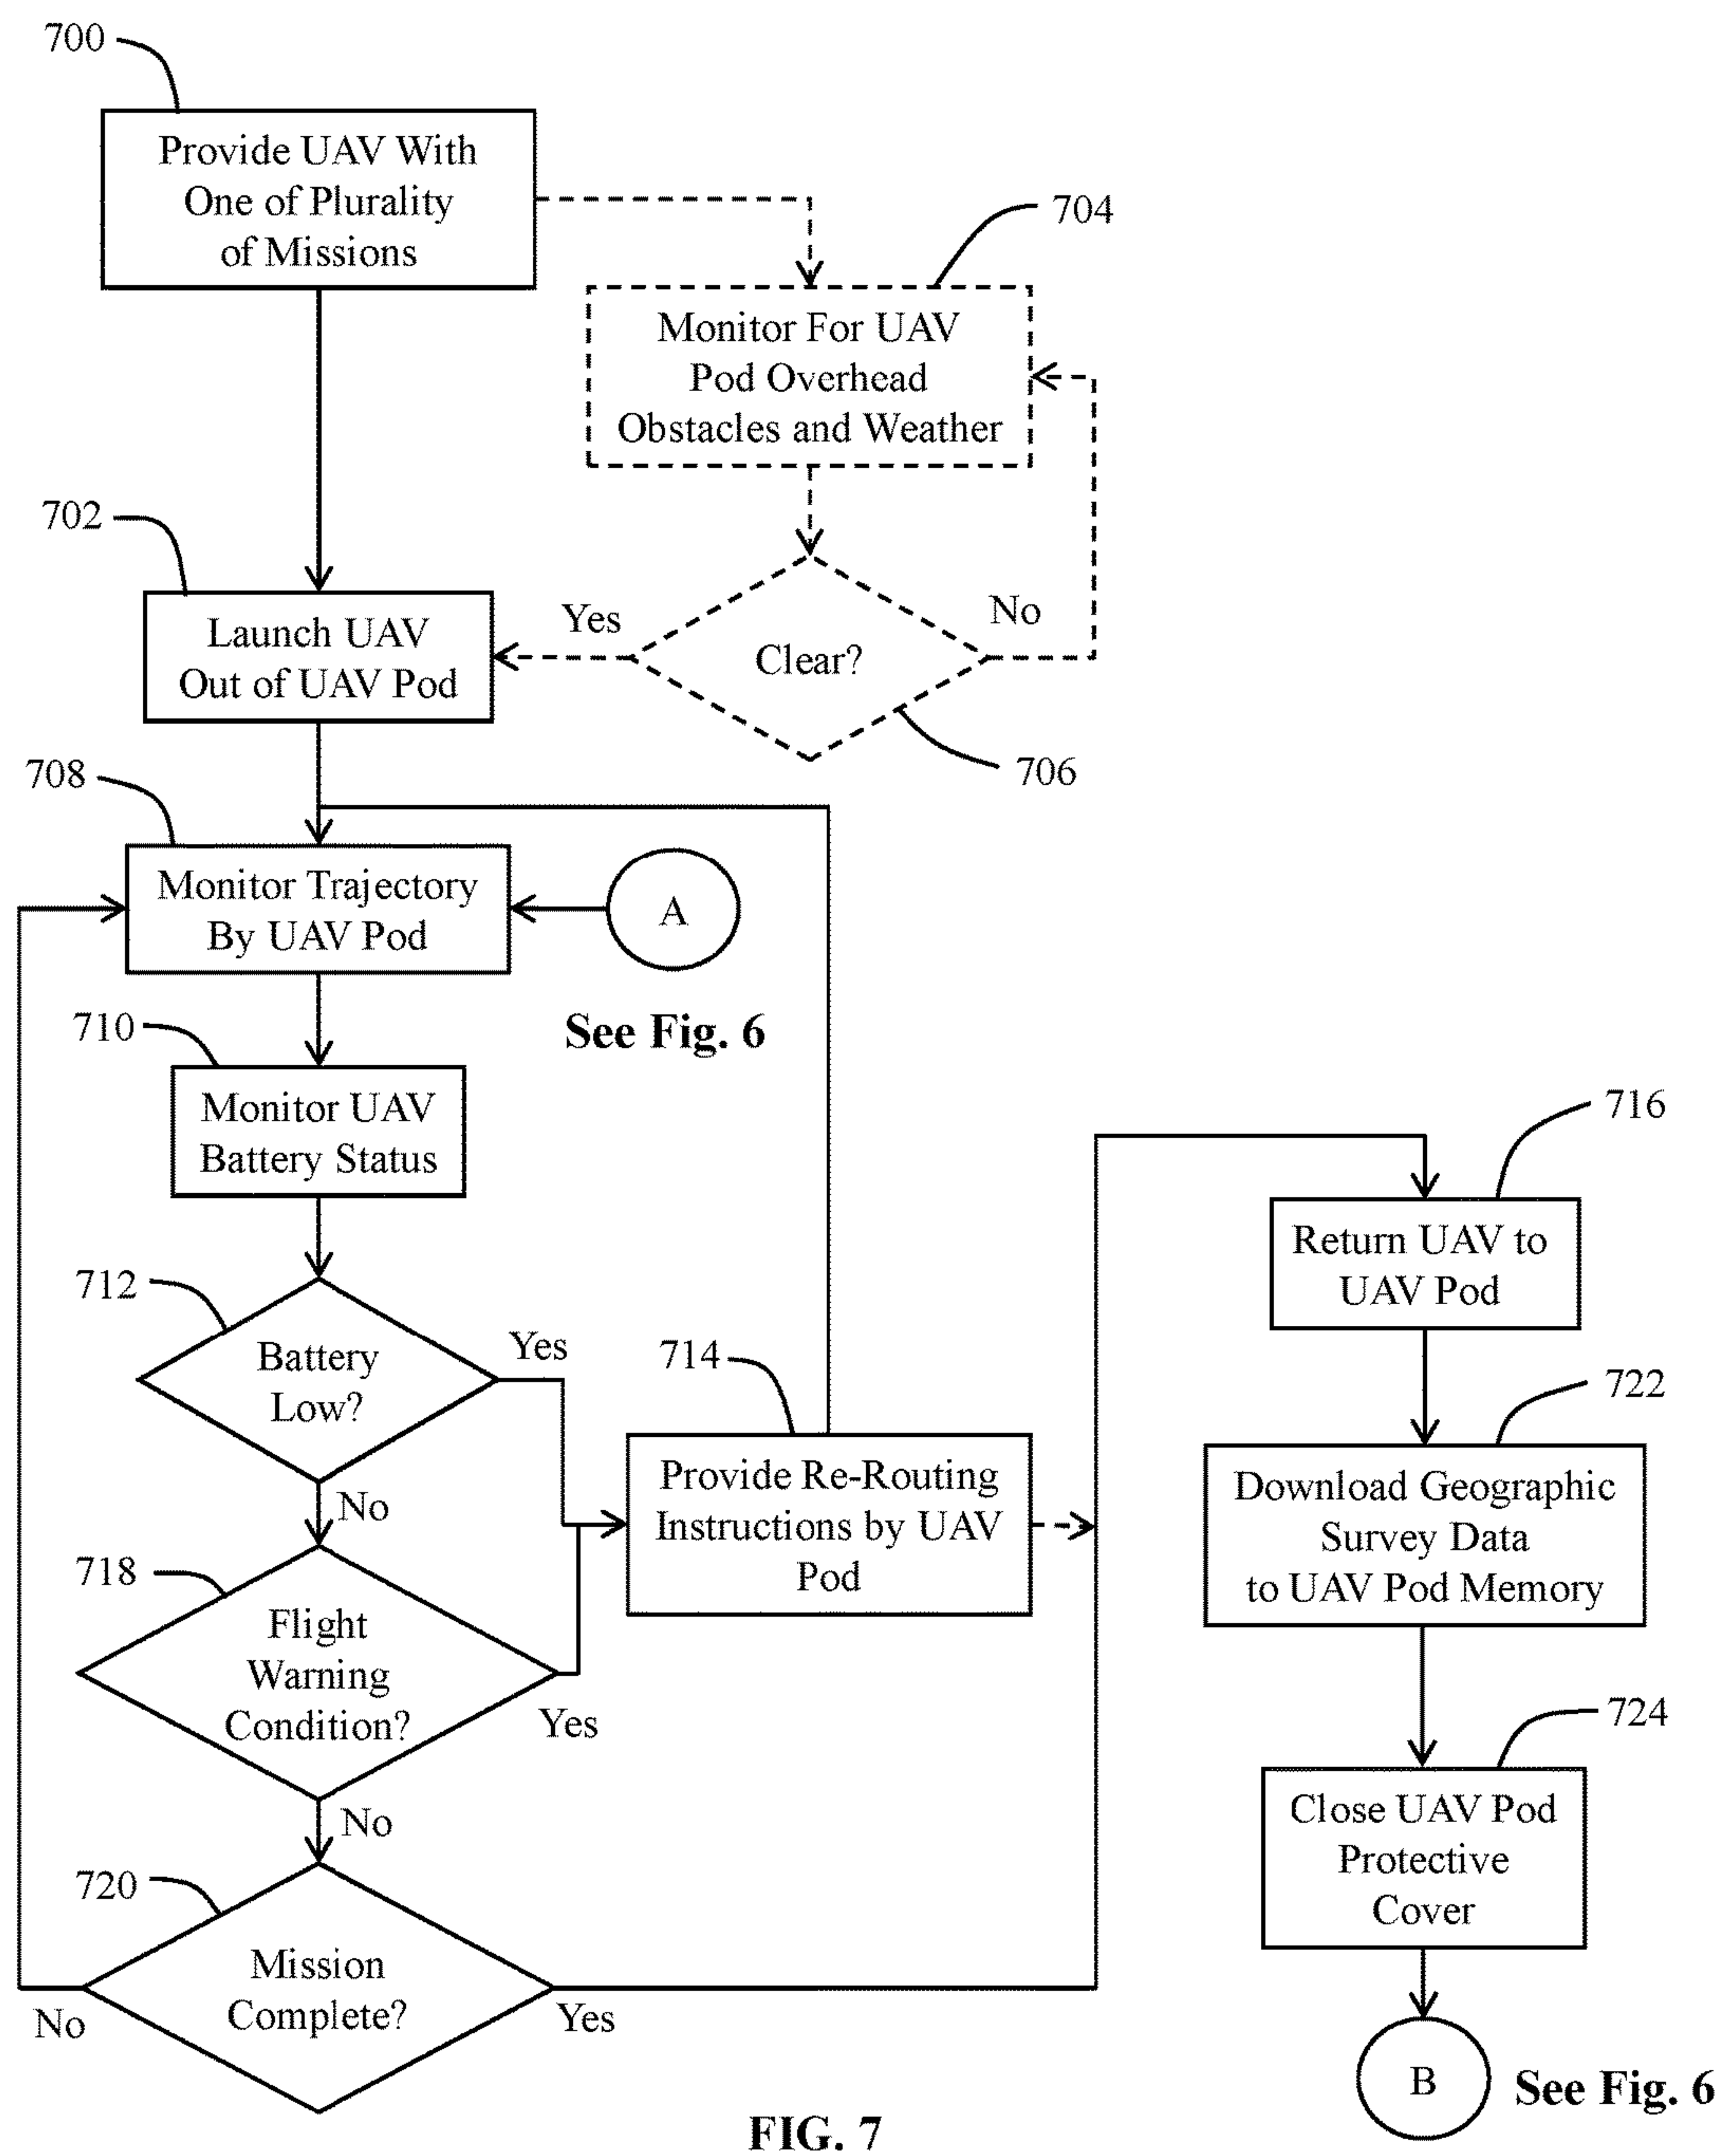 700
Provide UAV With
One of Plurality
of Missions
704
Monitor For UAV
Pod Overhead
Obstacles and Weather
702
Launch UAV
Out of UAV Pod
Yes
Clear?
No
706
708
Monitor Trajectory
By UAV Pod
A
See Fig. 6
710
Monitor UAV
Battery Status
712
Battery
Low?
Yes
No
714
Provide Re-Routing
Instructions by UAV
Pod
718
Flight
Warning
Condition?
Yes
No
720
Mission
Complete?
No
Yes
716
Return UAV to
UAV Pod
722
Download Geographic
Survey Data
to UAV Pod Memory
724
Close UAV Pod
Protective
Cover
B
See Fig. 6
FIG. 7